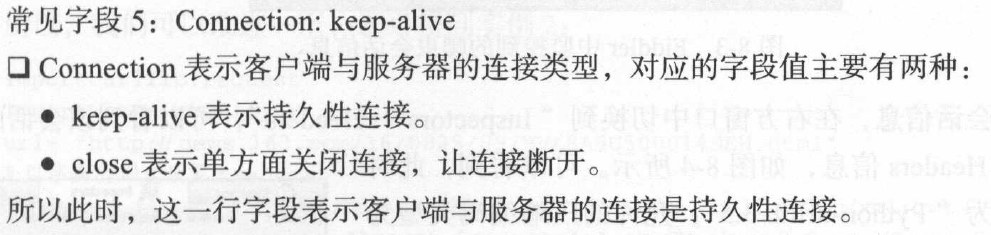 常见字段 5：Connection: keep-alive
❑ Connection 表示客户端与服务器的连接类型，对应的字段值主要有两种：
● keep-alive 表示持久性连接。
● close 表示单方面关闭连接，让连接断开。
所以此时，这一行字段表示客户端与服务器的连接是持久性连接。